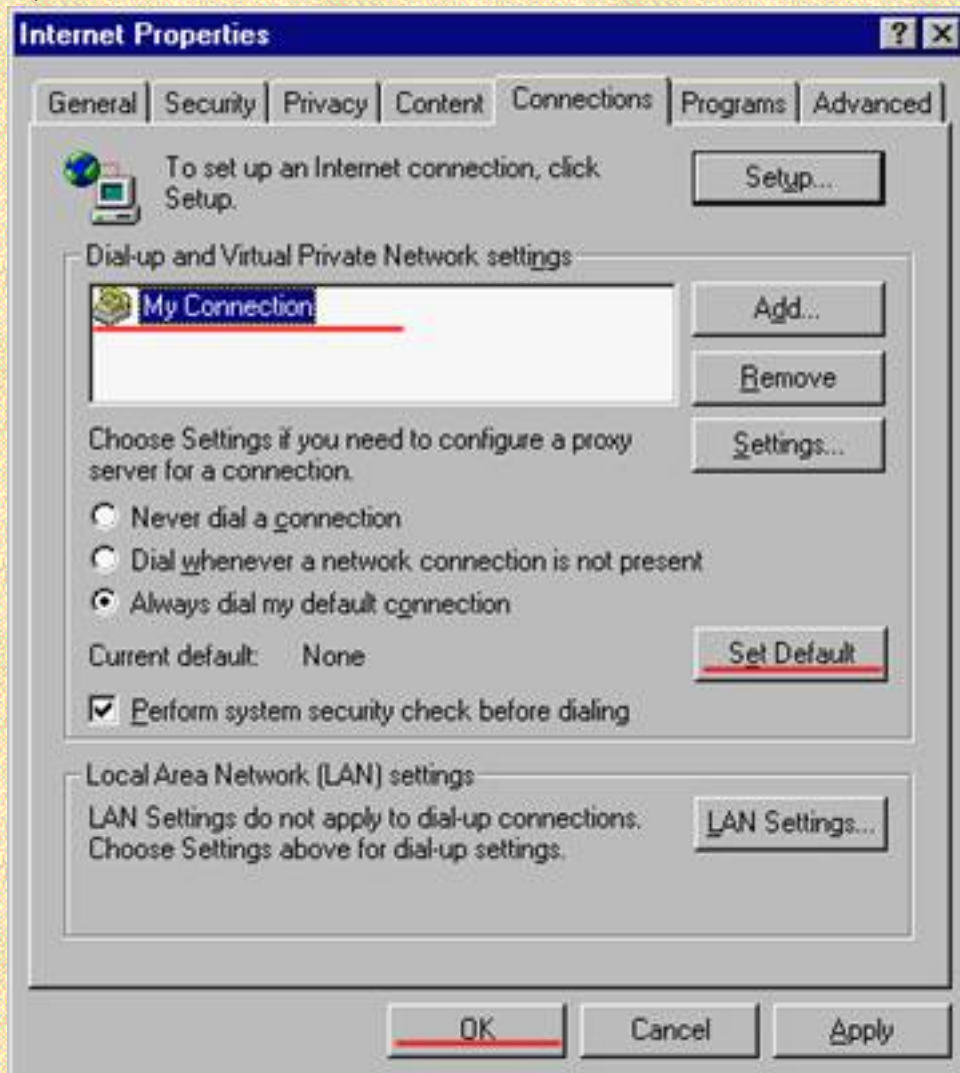 Internet Properties
General Security Privacy Content Connections Programs Advanced
To set up an Internet connection, click
Setup.
Setup...
Dial-up and Virtual Private Network settings
My Connection
Add...
Remove
Choose Settings if you need to configure a proxy
server for a connection.
Settings...
Never dial a connection
Dial whenever a network connection is not present
Always dial my default connection
Current default: None
Set Default
Perform system security check before dialing
Local Area Network (LAN) settings
LAN Settings do not apply to dial-up connections.
Choose Settings above for dial-up settings.
LAN Settings...
OK Cancel Apply